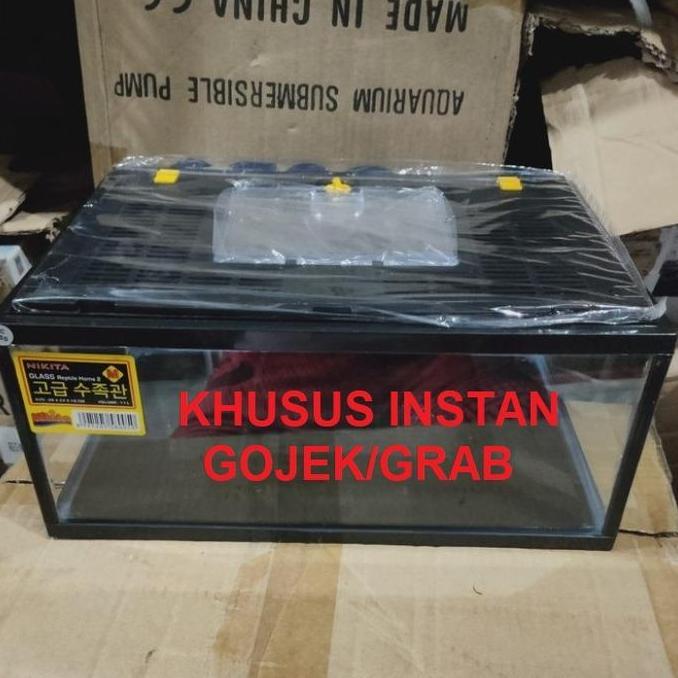 MADE IN CHINA
AQUARIUM SUBMERSIBLE PUMP
NIKITA
GLASS Reptile Home 2
고급 수족관
KHUSUS INSTAN
GOJEK/GRAB